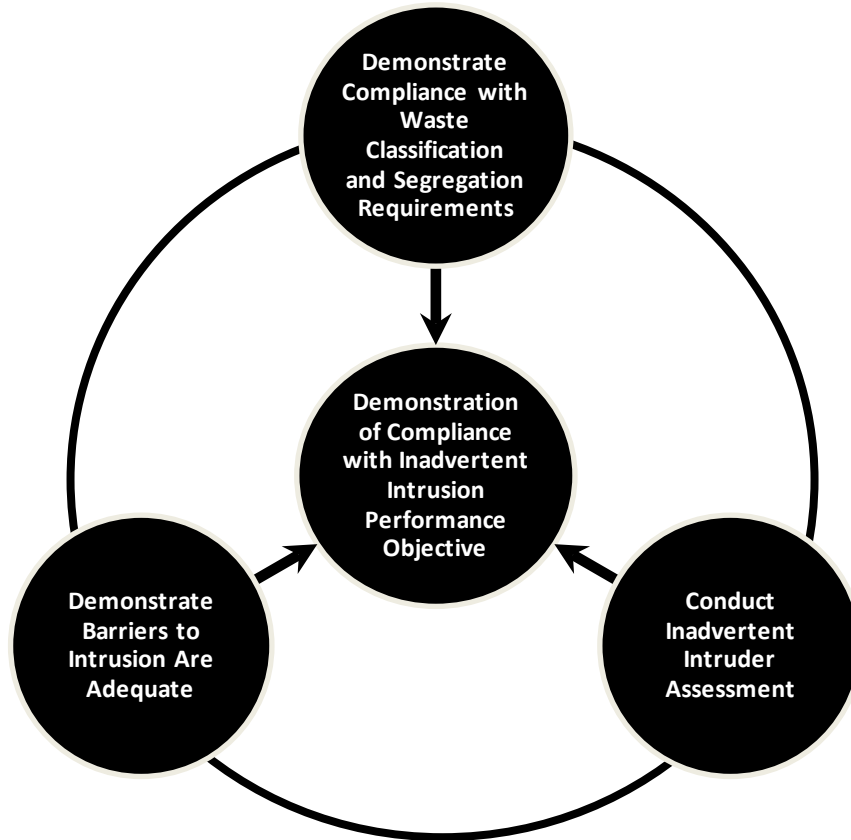 Demonstrate
Compliance with
Waste
Classification
and Segregation
Requirements
Demonstration
of Compliance
with Inadvertent
Intrusion
Performance
Objective
Demonstrate
Barriers to
Intrusion Are
Adequate
Conduct
Inadvertent
Intruder
Assessment